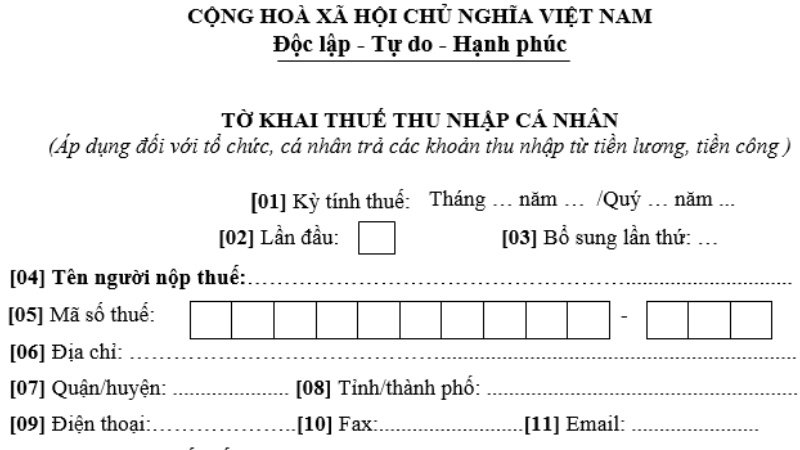 CỘNG HOÀ XÃ HỘI CHỦ NGHĨA VIỆT NAM
Độc lập - Tự do - Hạnh phúc
TỜ KHAI THUẾ THU NHẬP CÁ NHÂN
(Áp dụng đối với tổ chức, cá nhân trả các khoản thu nhập từ tiền lương, tiền công )
[01] Kỳ tính thuế: Tháng … năm … /Quý … năm ...
[02] Lần đầu: [03] Bổ sung lần thứ: …
[04] Tên người nộp thuế:…………………………………………………..............................
[05] Mã số thuế: -
[06] Địa chỉ: …………………………………………………..............................
[07] Quận/huyện: ..................... [08] Tỉnh/thành phố: ........................................................
[09] Điện thoại:…………………..[10] Fax:..........................[11] Email: .......................